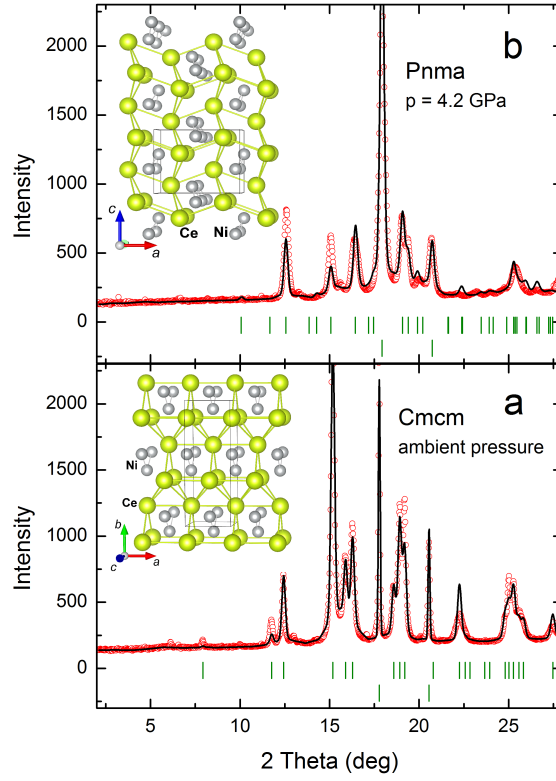 b
Pnma
p = 4.2 GPa
2000
1500
1000
500
0
Intensity
c
a
Ce
Ni
a
Cmcm
ambient pressure
2000
1500
1000
500
0
Intensity
Ni
Ce
b
c
a
5
10
15
20
25
2 Theta (deg)